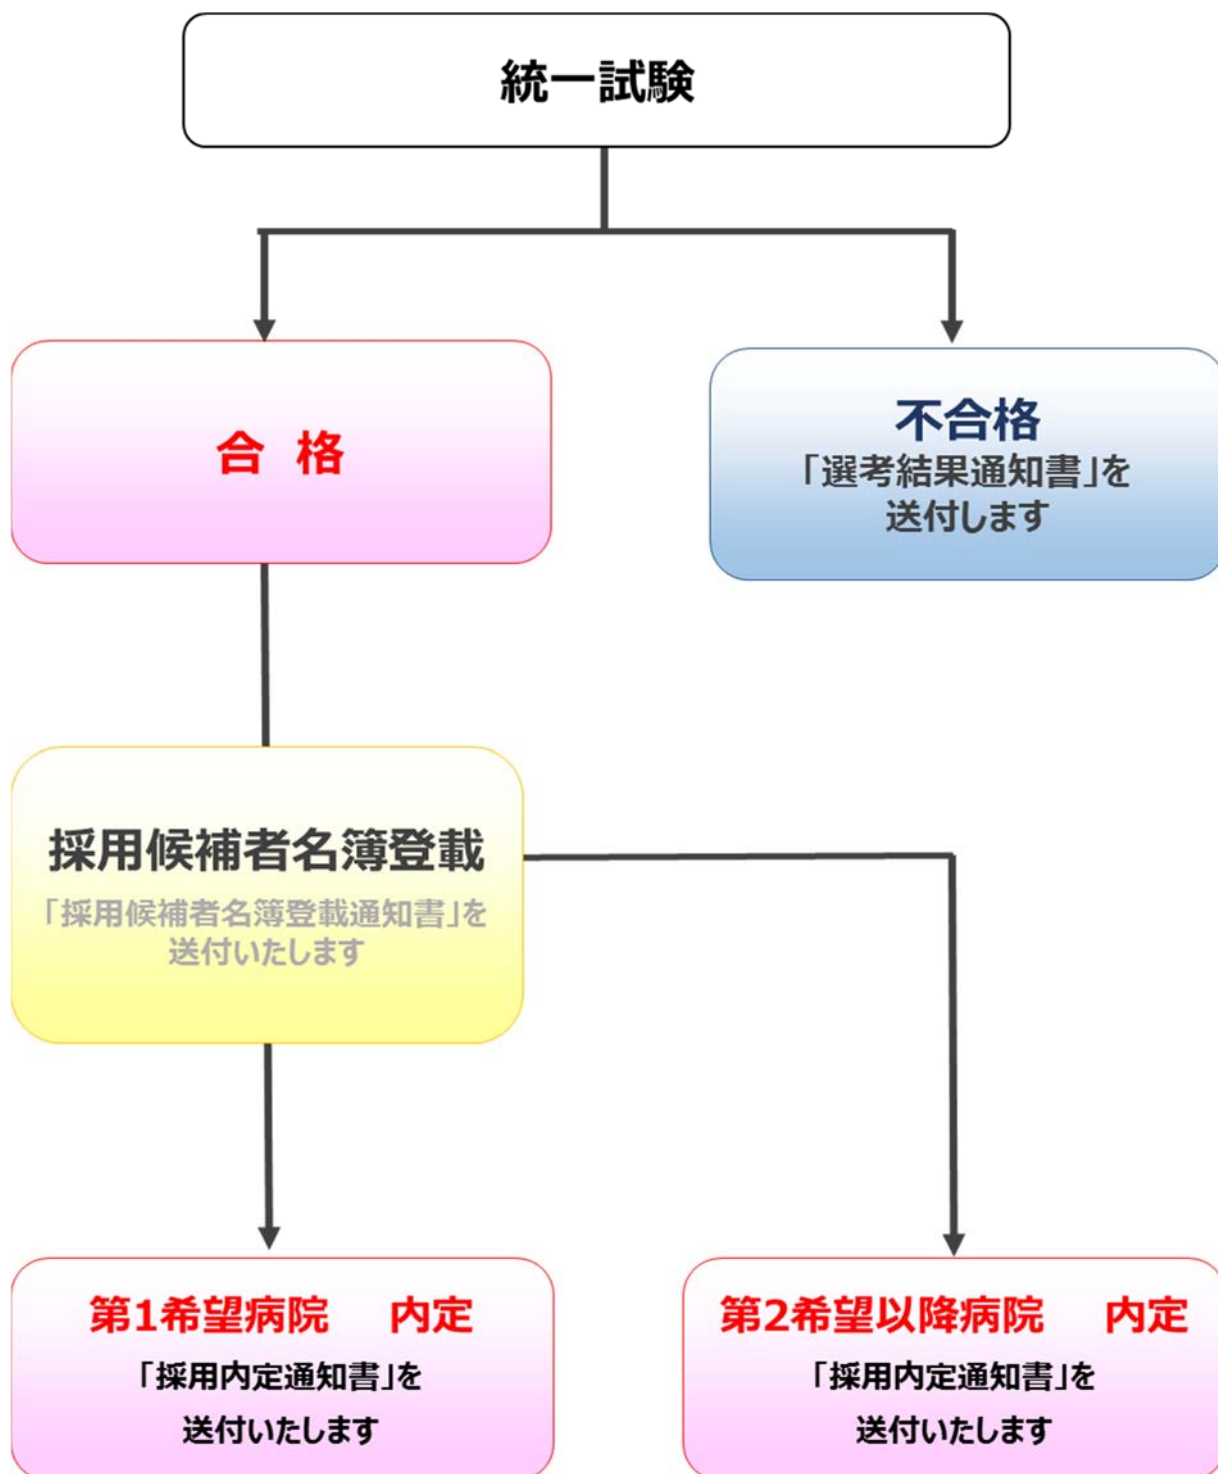 統一試験
合 格
不合格
「選考結果通知書」を
送付します
採用候補者名簿登載
「採用候補者名簿登載通知書」を
送付いたします
第1希望病院　内定
「採用内定通知書」を
送付いたします
第2希望以降病院　内定
「採用内定通知書」を
送付いたします